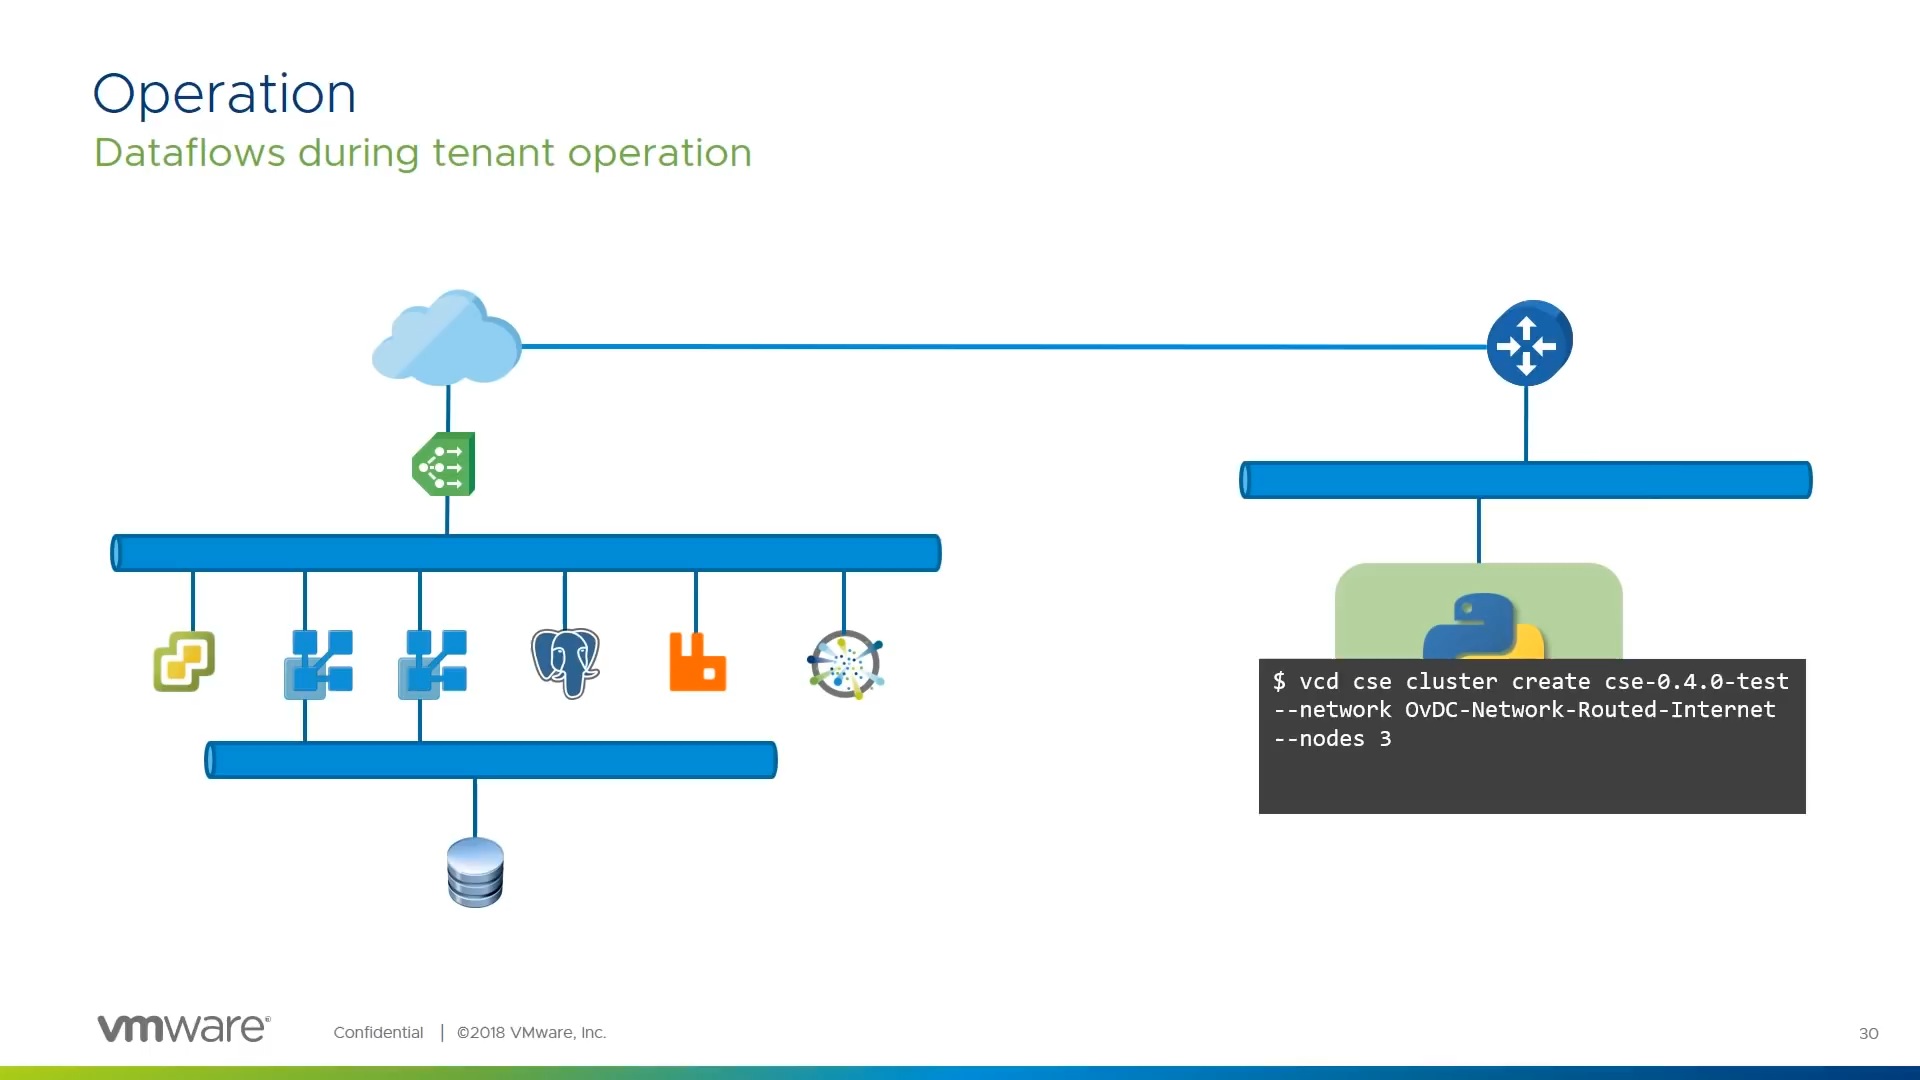 Operation
Dataflows during tenant operation
$ vcd cse cluster create cse-0.4.0-test
--network OvDC-Network-Routed-Internet
--nodes 3
vmware® Confidential | ©2018 VMware, Inc. 30